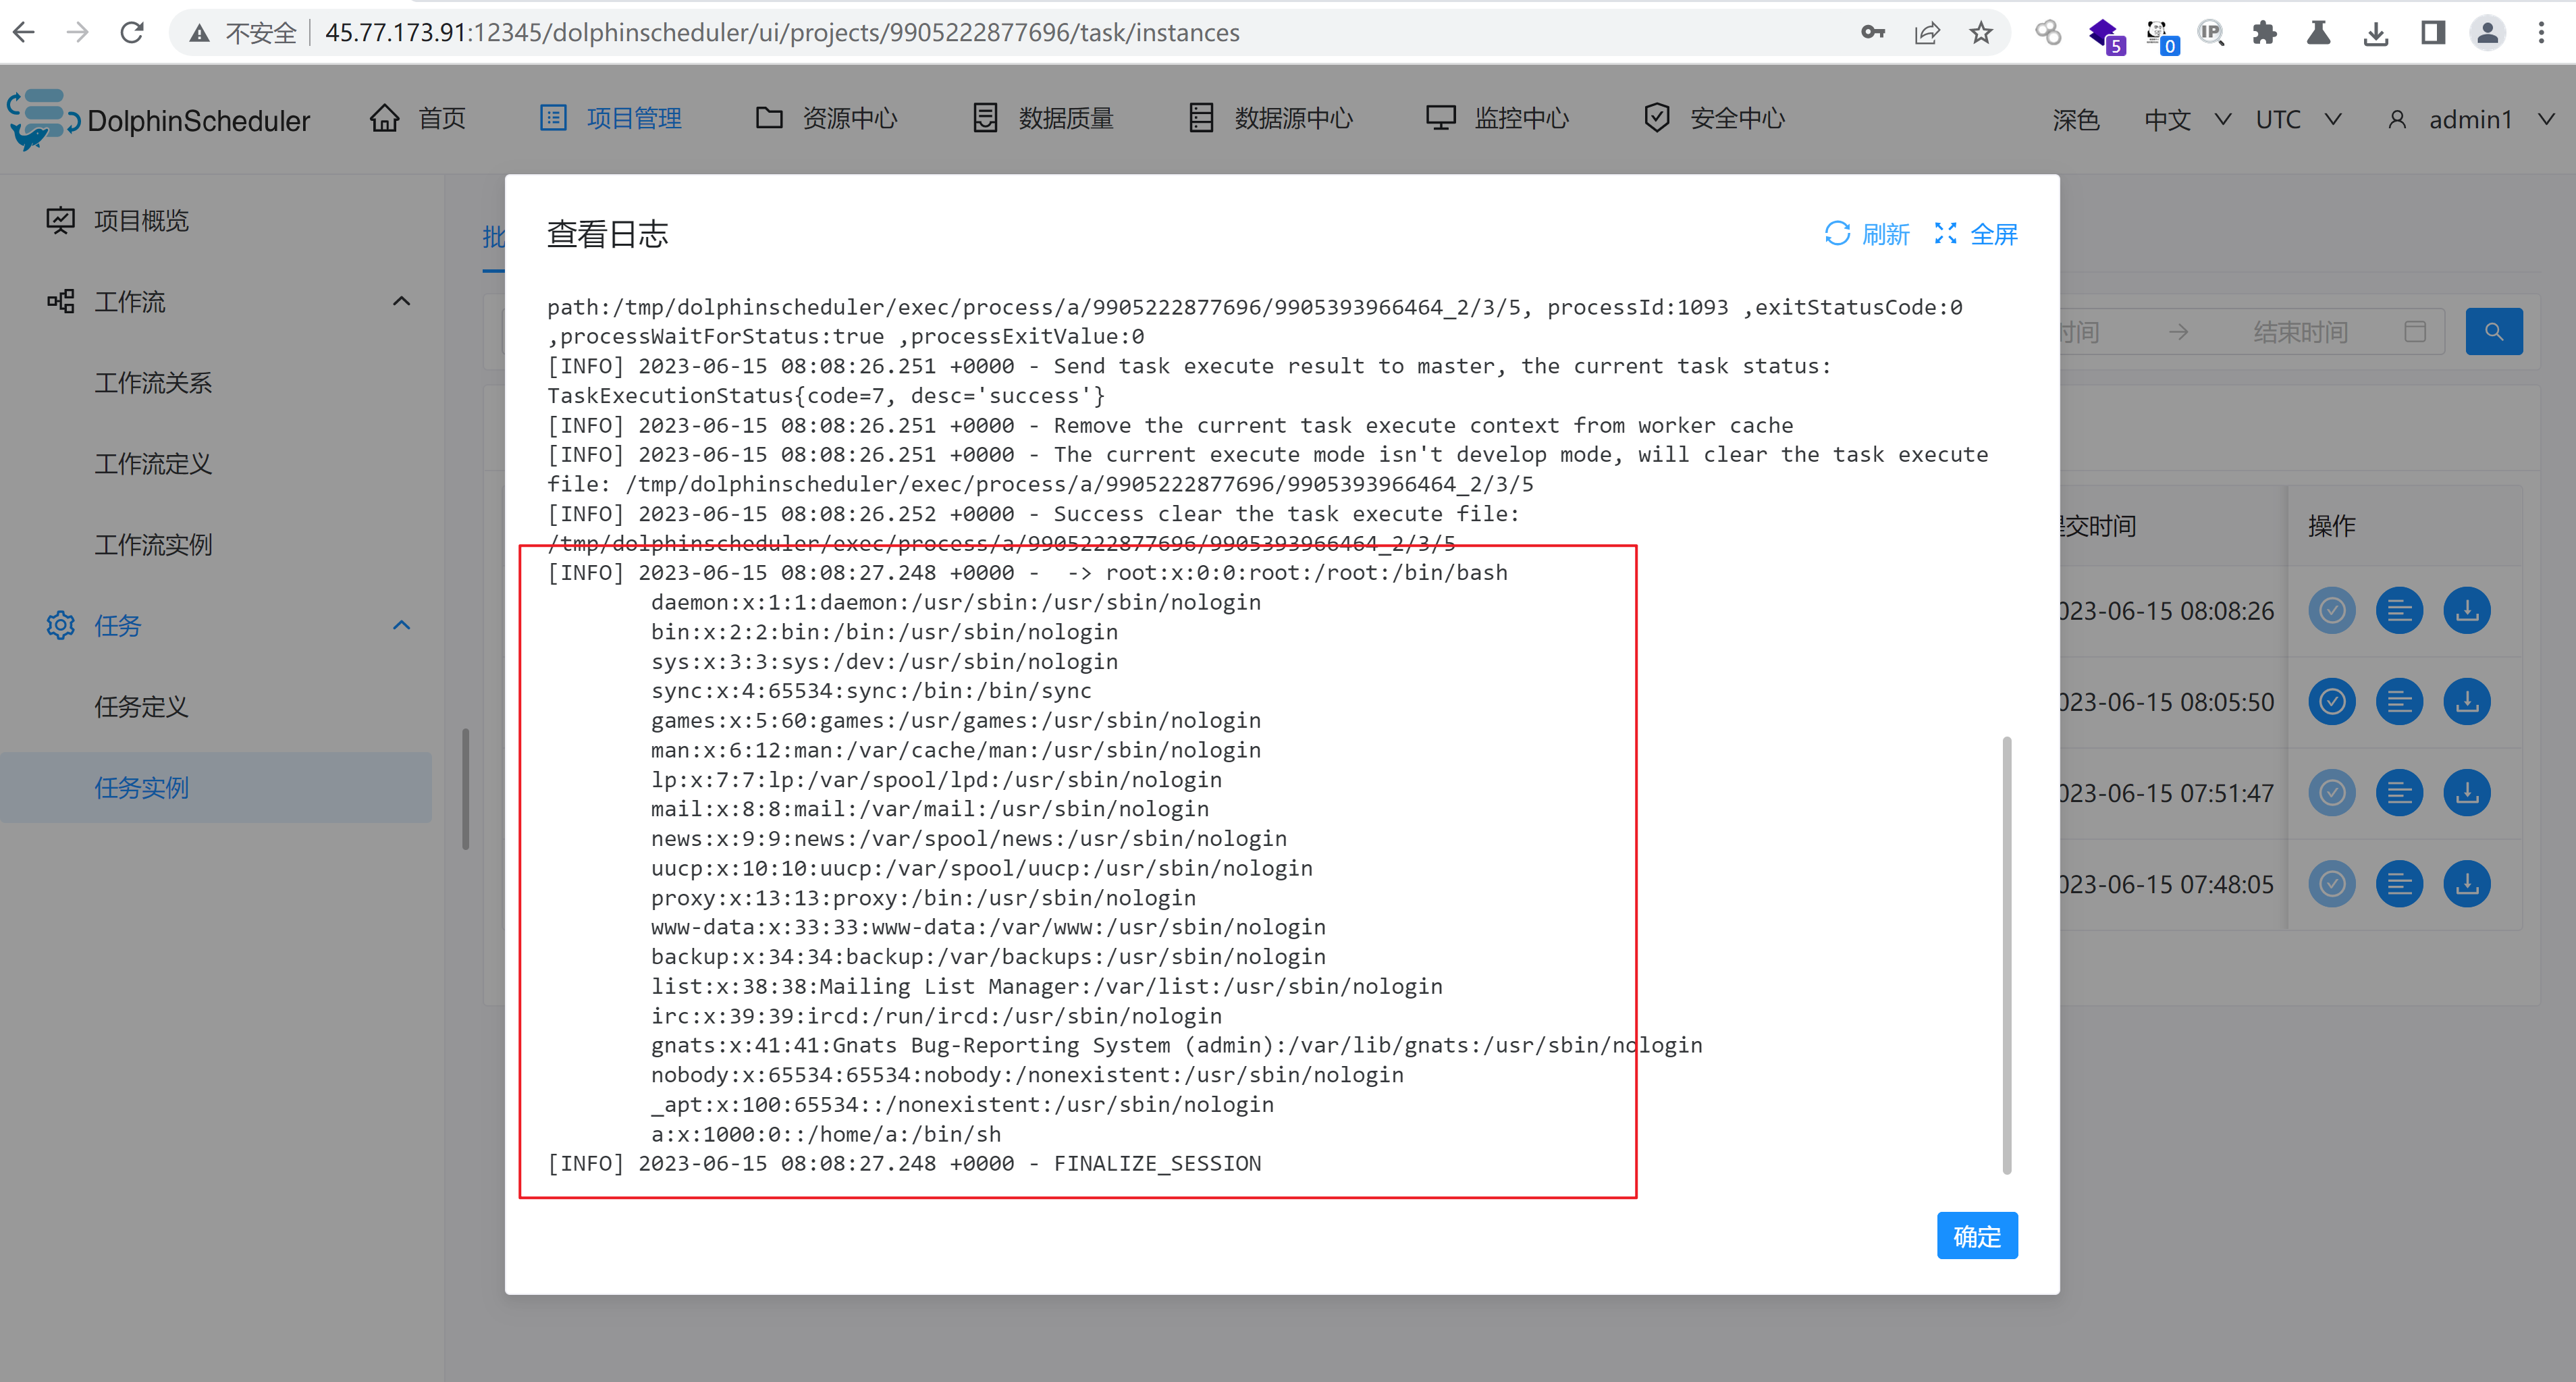 不安全 45.77.173.91:12345/dolphinscheduler/ui/projects/9905222877696/task/instances
5
0
IP
DolphinScheduler 首页 项目管理 资源中心 数据质量 数据源中心 监控中心 安全中心 深色 中文 UTC admin1
项目概览
工作流
工作流关系
工作流定义
工作流实例
任务
任务定义
任务实例
批
查看日志 刷新 全屏
path:/tmp/dolphinscheduler/exec/process/a/9905222877696/9905393966464_2/3/5, processId:1093 ,exitStatusCode:0
,processWaitForStatus:true ,processExitValue:0
[INFO] 2023-06-15 08:08:26.251 +0000 - Send task execute result to master, the current task status:
TaskExecutionStatus{code=7, desc='success'}
[INFO] 2023-06-15 08:08:26.251 +0000 - Remove the current task execute context from worker cache
[INFO] 2023-06-15 08:08:26.251 +0000 - The current execute mode isn't develop mode, will clear the task execute
file: /tmp/dolphinscheduler/exec/process/a/9905222877696/9905393966464_2/3/5
[INFO] 2023-06-15 08:08:26.252 +0000 - Success clear the task execute file:
/tmp/dolphinscheduler/exec/process/a/9905222877696/9905393966464_2/3/5
[INFO] 2023-06-15 08:08:27.248 +0000 -  -> root:x:0:0:root:/root:/bin/bash
daemon:x:1:1:daemon:/usr/sbin:/usr/sbin/nologin
bin:x:2:2:bin:/bin:/usr/sbin/nologin
sys:x:3:3:sys:/dev:/usr/sbin/nologin
sync:x:4:65534:sync:/bin:/bin/sync
games:x:5:60:games:/usr/games:/usr/sbin/nologin
man:x:6:12:man:/var/cache/man:/usr/sbin/nologin
lp:x:7:7:lp:/var/spool/lpd:/usr/sbin/nologin
mail:x:8:8:mail:/var/mail:/usr/sbin/nologin
news:x:9:9:news:/var/spool/news:/usr/sbin/nologin
uucp:x:10:10:uucp:/var/spool/uucp:/usr/sbin/nologin
proxy:x:13:13:proxy:/bin:/usr/sbin/nologin
www-data:x:33:33:www-data:/var/www:/usr/sbin/nologin
backup:x:34:34:backup:/var/backups:/usr/sbin/nologin
list:x:38:38:Mailing List Manager:/var/list:/usr/sbin/nologin
irc:x:39:39:ircd:/run/ircd:/usr/sbin/nologin
gnats:x:41:41:Gnats Bug-Reporting System (admin):/var/lib/gnats:/usr/sbin/nologin
nobody:x:65534:65534:nobody:/nonexistent:/usr/sbin/nologin
_apt:x:100:65534::/nonexistent:/usr/sbin/nologin
a:x:1000:0::/home/a:/bin/sh
[INFO] 2023-06-15 08:08:27.248 +0000 - FINALIZE_SESSION
确定
时间 结束时间
交时间 操作
023-06-15 08:08:26
023-06-15 08:05:50
023-06-15 07:51:47
023-06-15 07:48:05